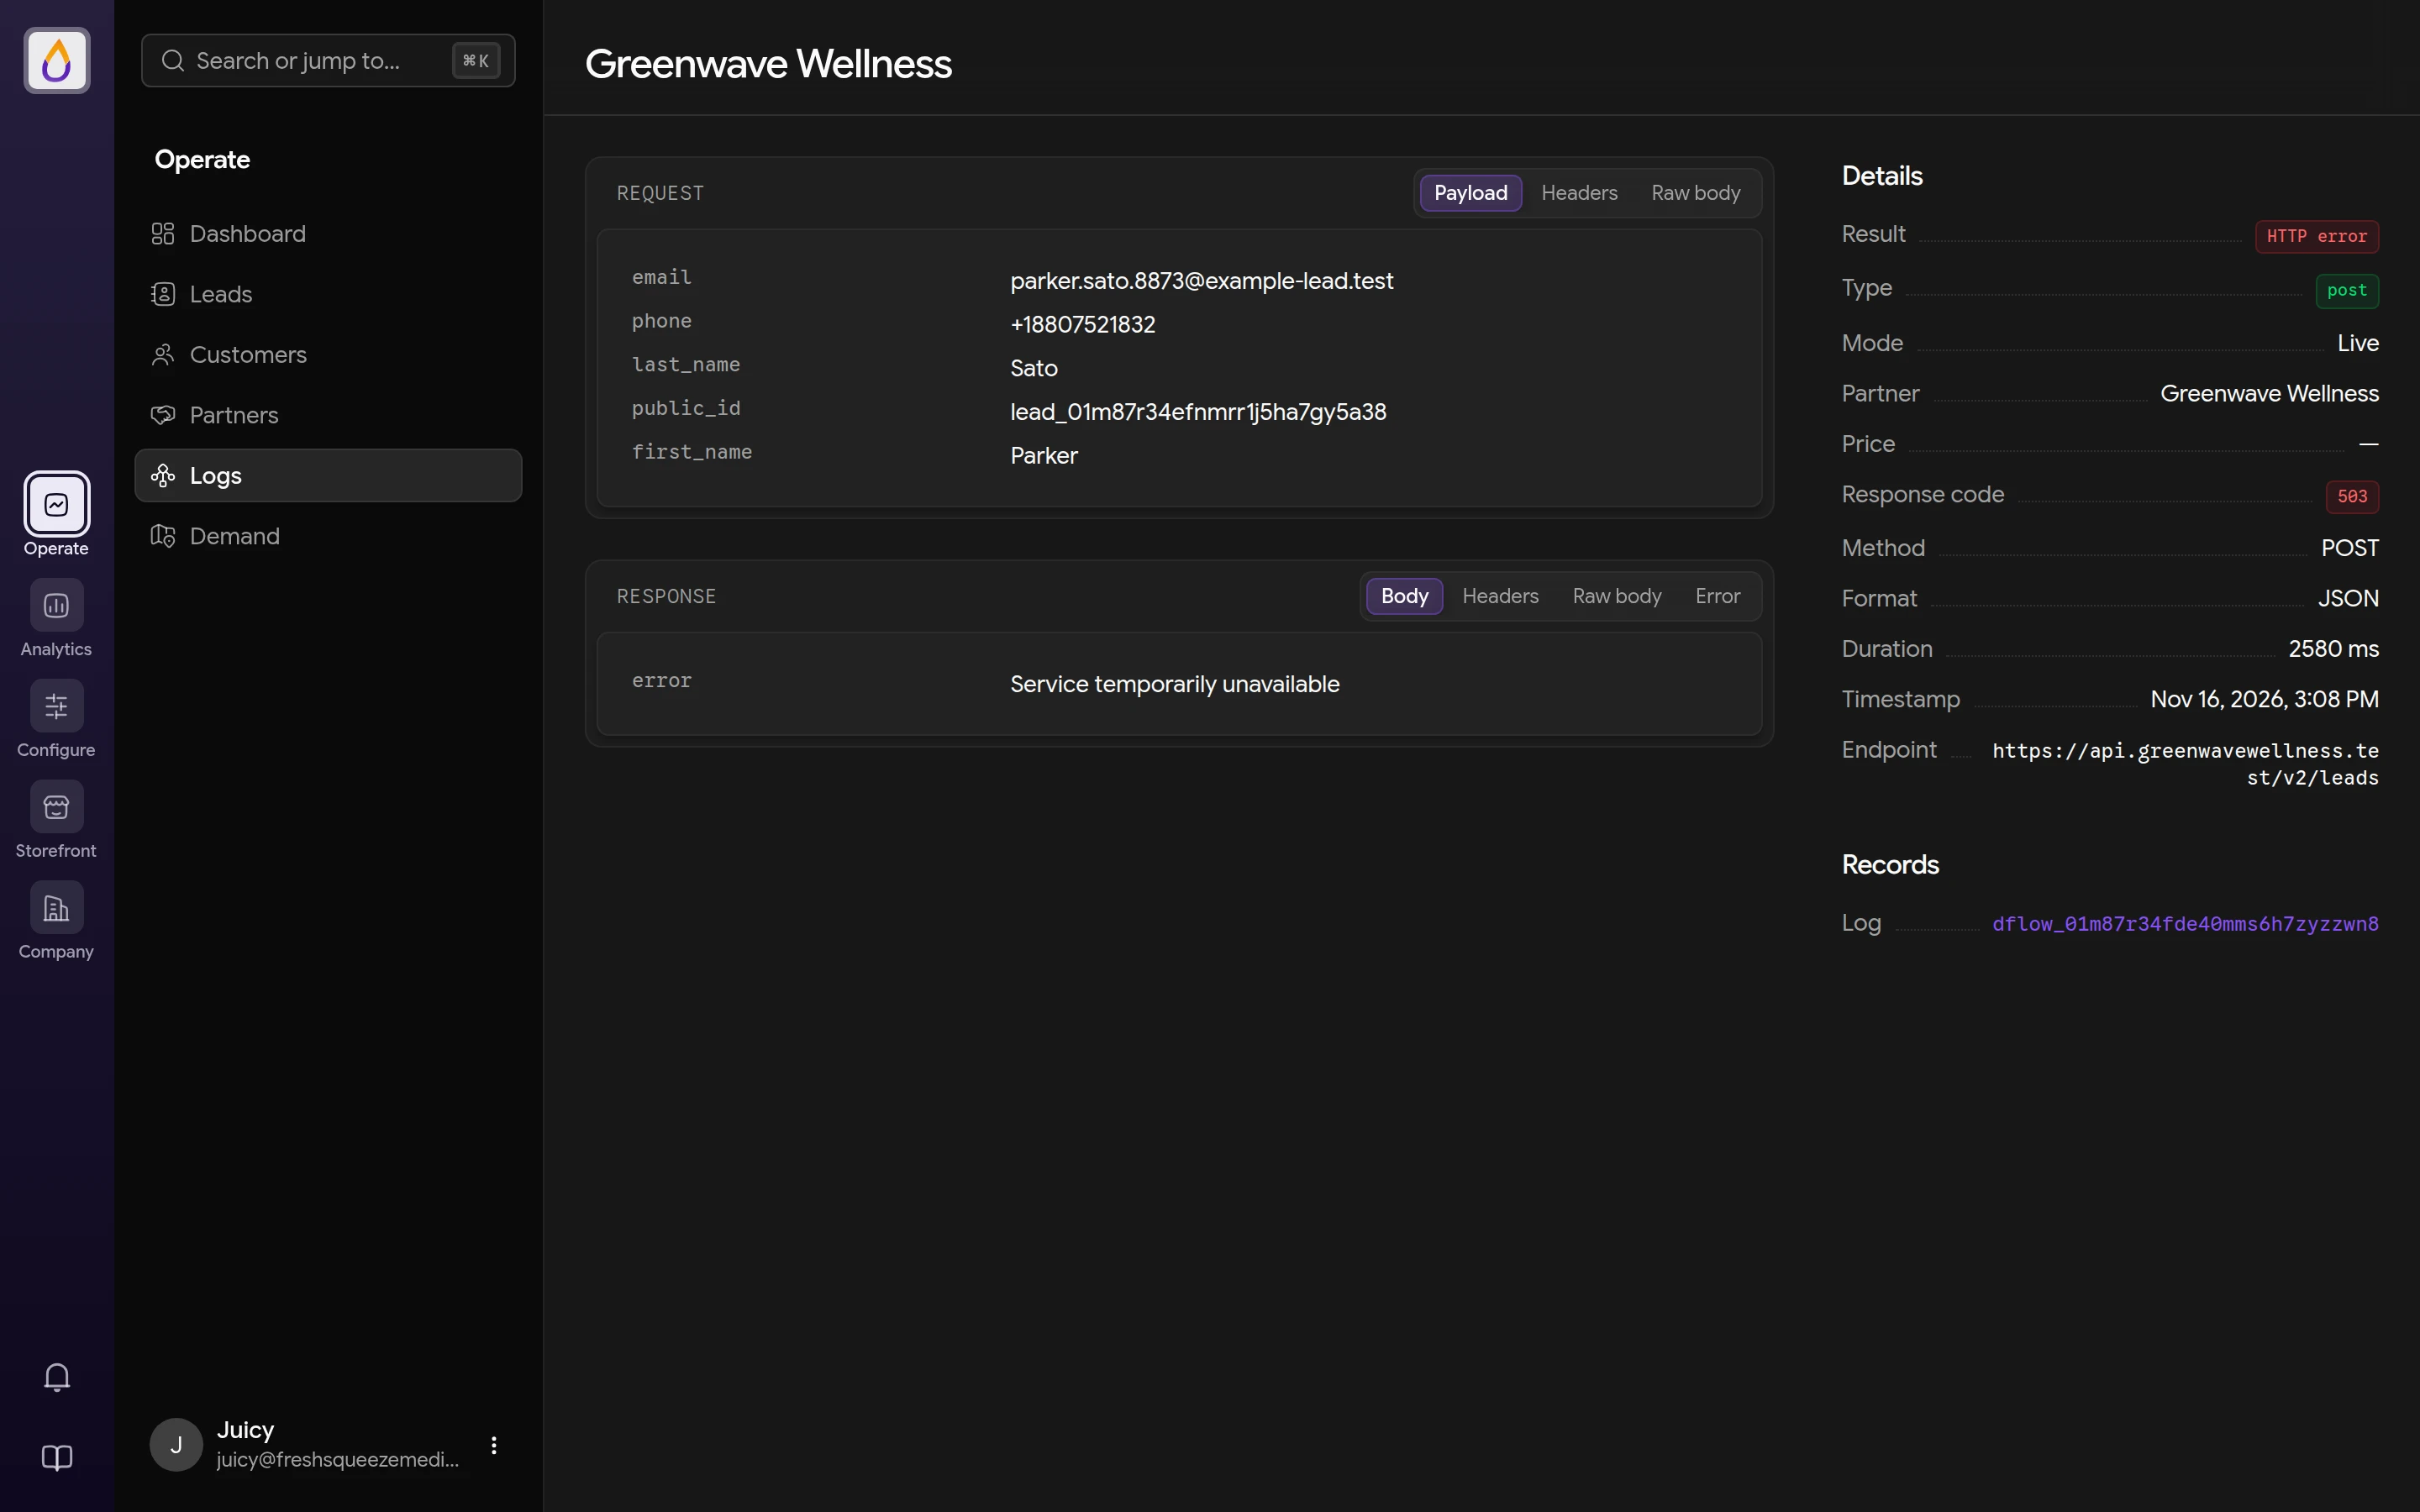 Search or jump to...
⌘K
Operate
Dashboard
Leads
Customers
Partners
Logs
Demand
Operate
Analytics
Configure
Storefront
Company
J
Juicy
juicy@freshsqueezemedi...
Greenwave Wellness
REQUEST
Payload
Headers
Raw body
email
parker.sato.8873@example-lead.test
phone
+18807521832
last_name
Sato
public_id
lead_01m87r34efnmrr1j5ha7gy5a38
first_name
Parker
RESPONSE
Body
Headers
Raw body
Error
error
Service temporarily unavailable
Details
Result
HTTP error
Type
post
Mode
Live
Partner
Greenwave Wellness
Price
—
Response code
503
Method
POST
Format
JSON
Duration
2580 ms
Timestamp
Nov 16, 2026, 3:08 PM
Endpoint
https://api.greenwavewellness.te
st/v2/leads
Records
Log
dflow_01m87r34fde40mms6h7zyzzwn8